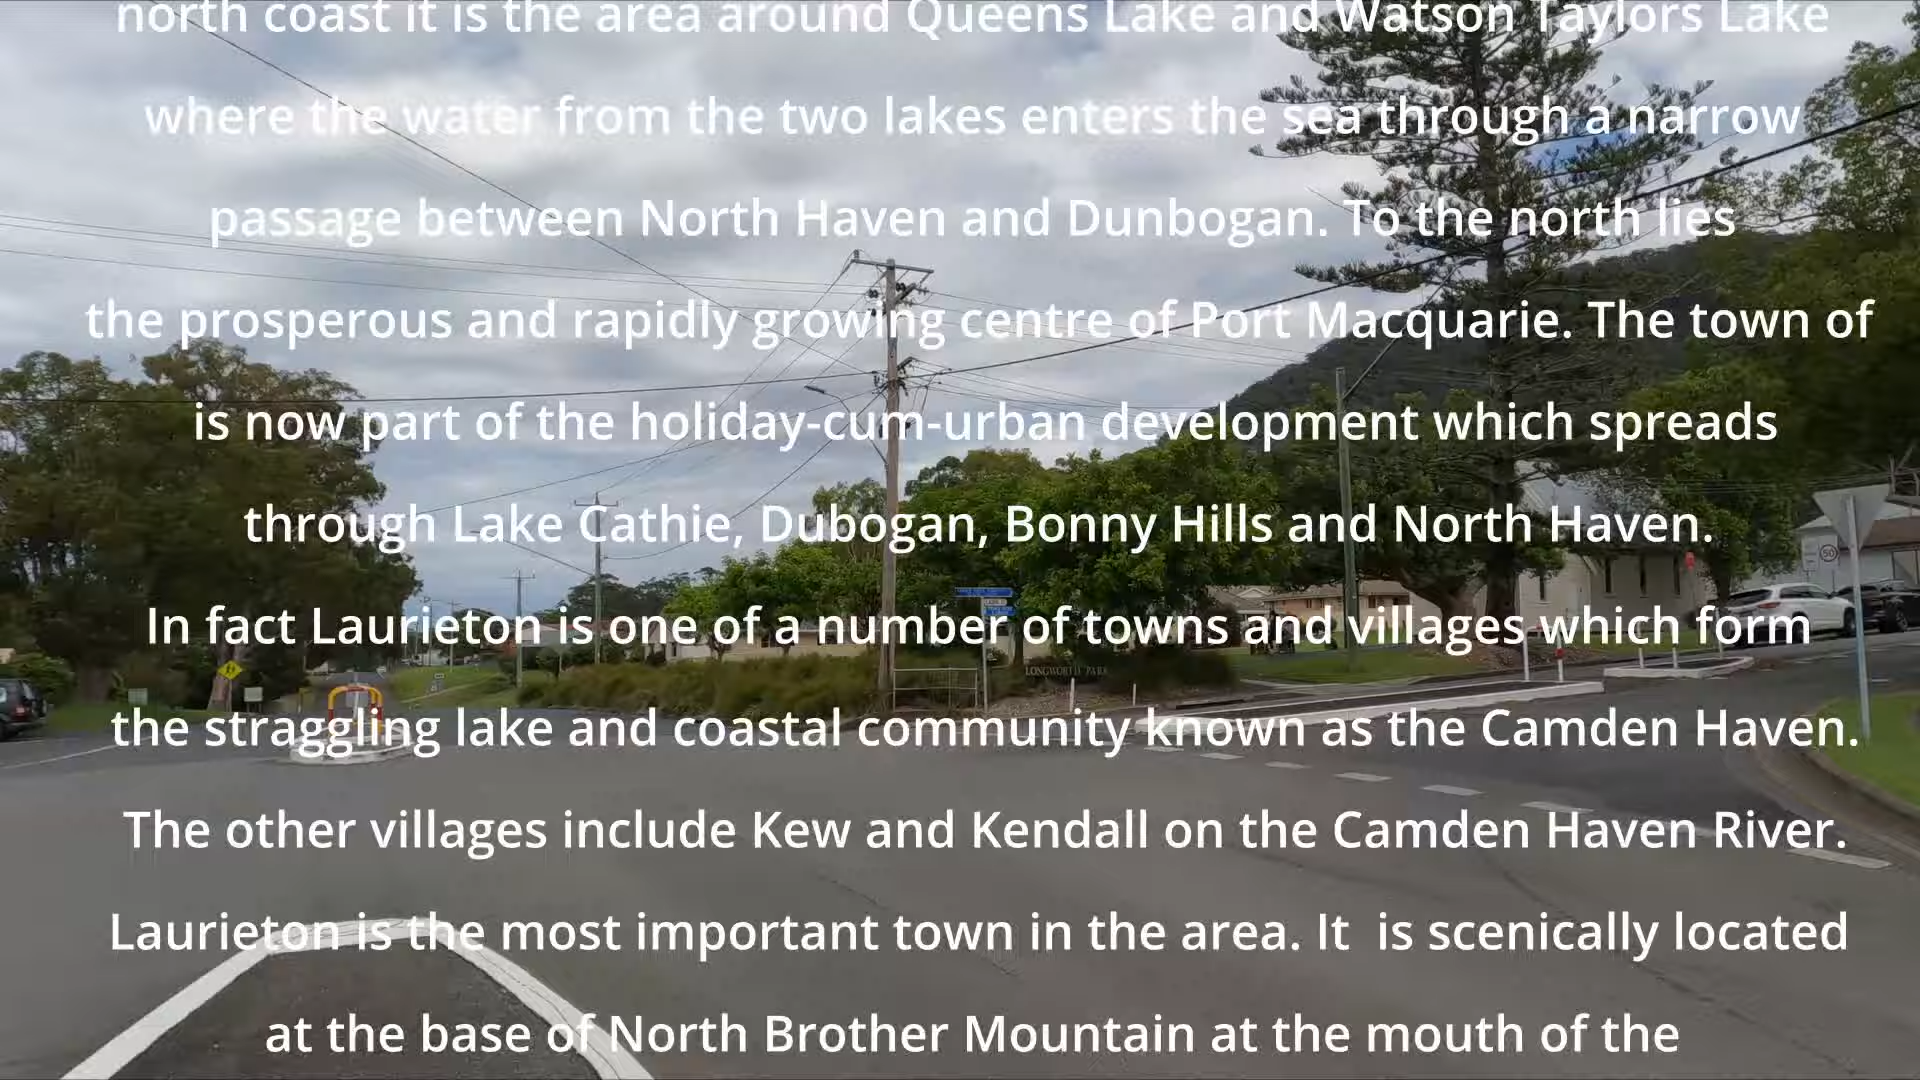 north coast it is the area around Queens Lake and Watson Taylors Lake
where the water from the two lakes enters the sea through a narrow
passage between North Haven and Dunbogan. To the north lies
the prosperous and rapidly growing centre of Port Macquarie. The town of
is now part of the holiday-cum-urban development which spreads
through Lake Cathie, Dubogan, Bonny Hills and North Haven.
In fact Laurieton is one of a number of towns and villages which form
the straggling lake and coastal community known as the Camden Haven.
The other villages include Kew and Kendall on the Camden Haven River.
Laurieton is the most important town in the area. It is scenically located
at the base of North Brother Mountain at the mouth of the
50
LONGWORTH PARK